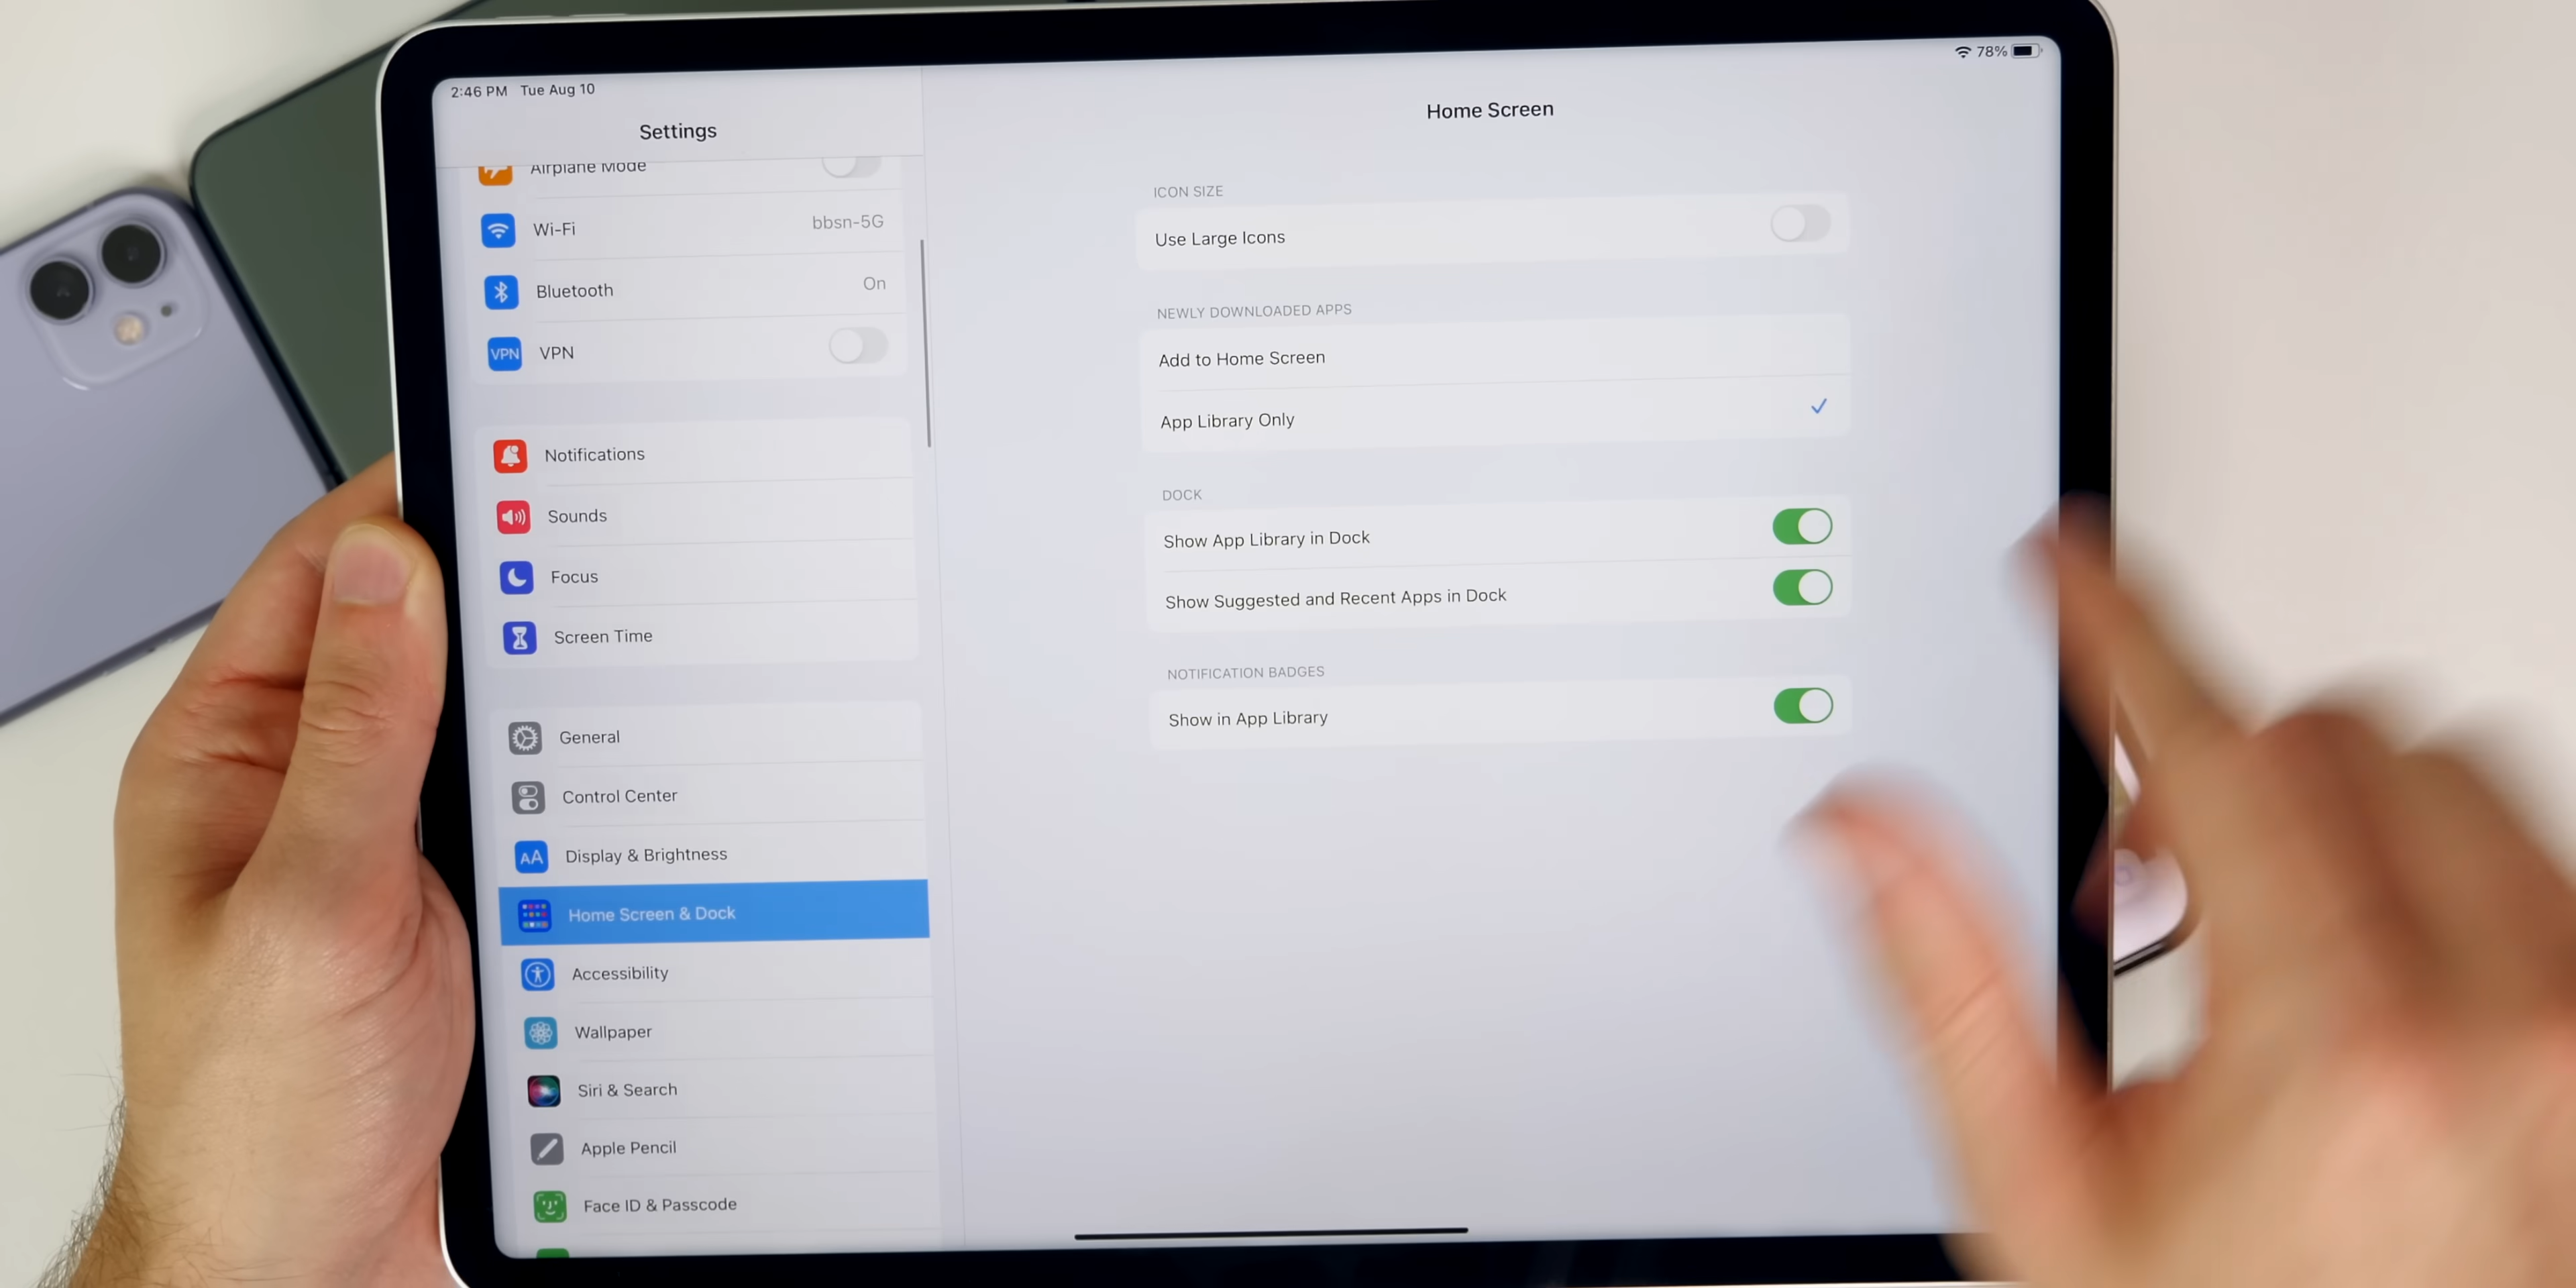 2:46 PM Tue Aug 10
78%
Settings
Airplane Mode
Wi-Fi
bbsn-5G
Bluetooth
On
VPN
VPN
Notifications
Sounds
Focus
Screen Time
General
Control Center
AA
Display & Brightness
Home Screen & Dock
Accessibility
Wallpaper
Siri & Search
Apple Pencil
Face ID & Passcode
Home Screen
ICON SIZE
Use Large Icons
NEWLY DOWNLOADED APPS
Add to Home Screen
App Library Only
DOCK
Show App Library in Dock
Show Suggested and Recent Apps in Dock
NOTIFICATION BADGES
Show in App Library